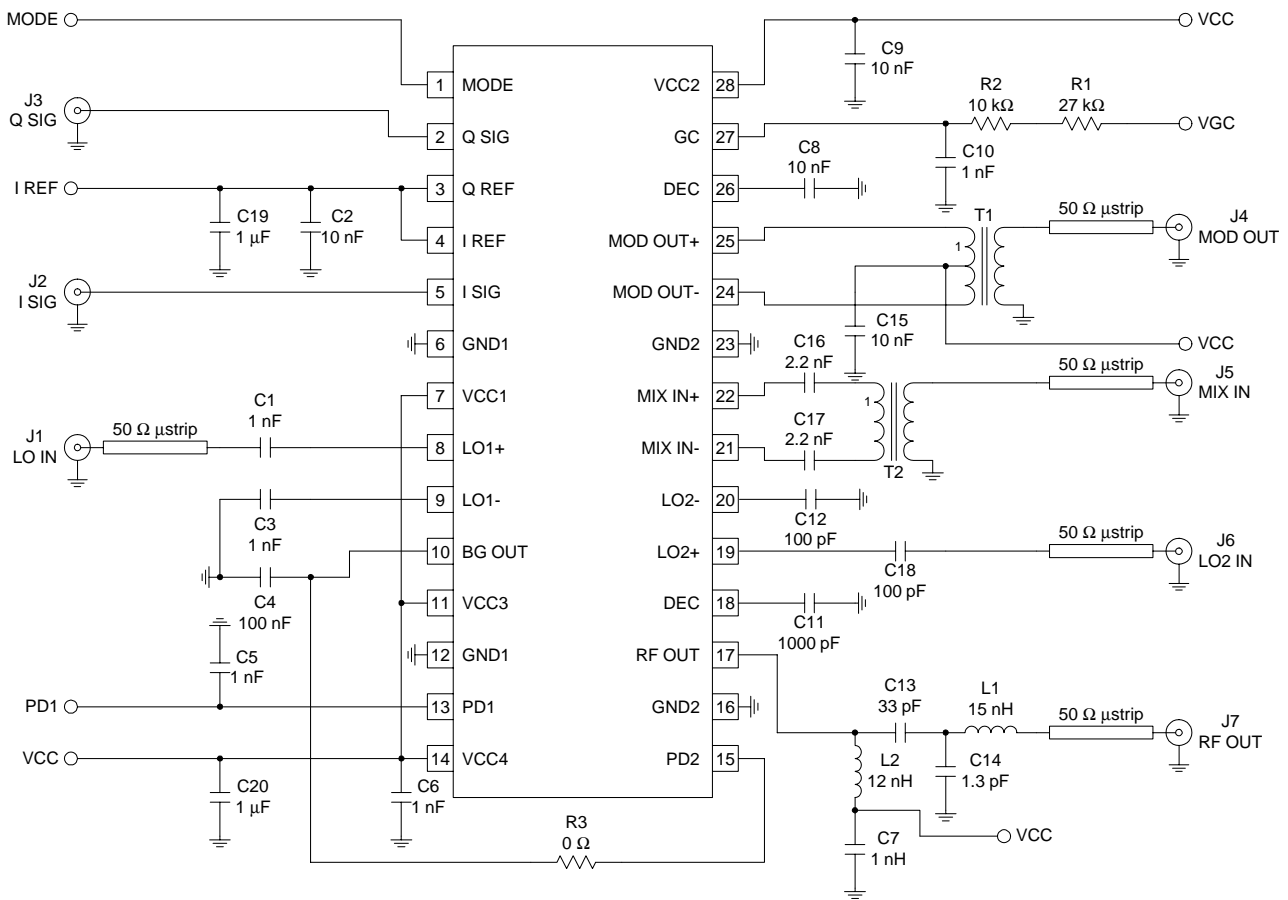 MODE
J3
Q SIG
I REF
C19
1 μF
C2
10 nF
J2
I SIG
J1
LO IN
50 Ω μstrip
C1
1 nF
C3
1 nF
C4
100 nF
C5
1 nF
PD1
VCC
C20
1 μF
C6
1 nF
R3
0 Ω
1 MODE
2 Q SIG
3 Q REF
4 I REF
5 I SIG
6 GND1
7 VCC1
8 LO1+
9 LO1-
10 BG OUT
11 VCC3
12 GND1
13 PD1
14 VCC4
VCC2 28
GC 27
DEC 26
MOD OUT+ 25
MOD OUT- 24
GND2 23
MIX IN+ 22
MIX IN- 21
LO2- 20
LO2+ 19
DEC 18
RF OUT 17
GND2 16
PD2 15
C9
10 nF
VCC
R2
10 kΩ
R1
27 kΩ
VGC
C8
10 nF
C10
1 nF
T1
1
50 Ω μstrip
J4
MOD OUT
C15
10 nF
VCC
C16
2.2 nF
C17
2.2 nF
1
T2
50 Ω μstrip
J5
MIX IN
C12
100 pF
C18
100 pF
50 Ω μstrip
J6
LO2 IN
C11
1000 pF
C13
33 pF
L1
15 nH
50 Ω μstrip
J7
RF OUT
L2
12 nH
C14
1.3 pF
C7
1 nH
VCC